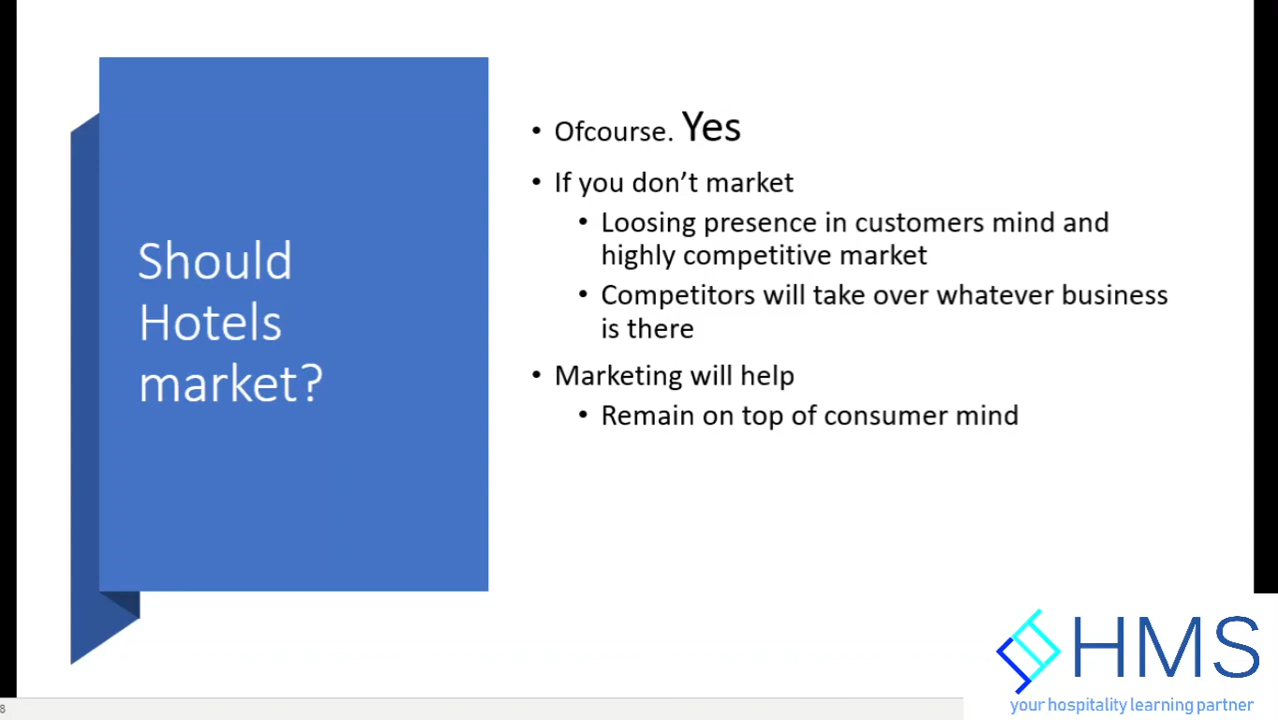 Should
Hotels
market?
• Ofcourse. Yes
• If you don’t market
• Loosing presence in customers mind and
highly competitive market
• Competitors will take over whatever business
is there
• Marketing will help
• Remain on top of consumer mind
HMS
your hospitality learning partner
8